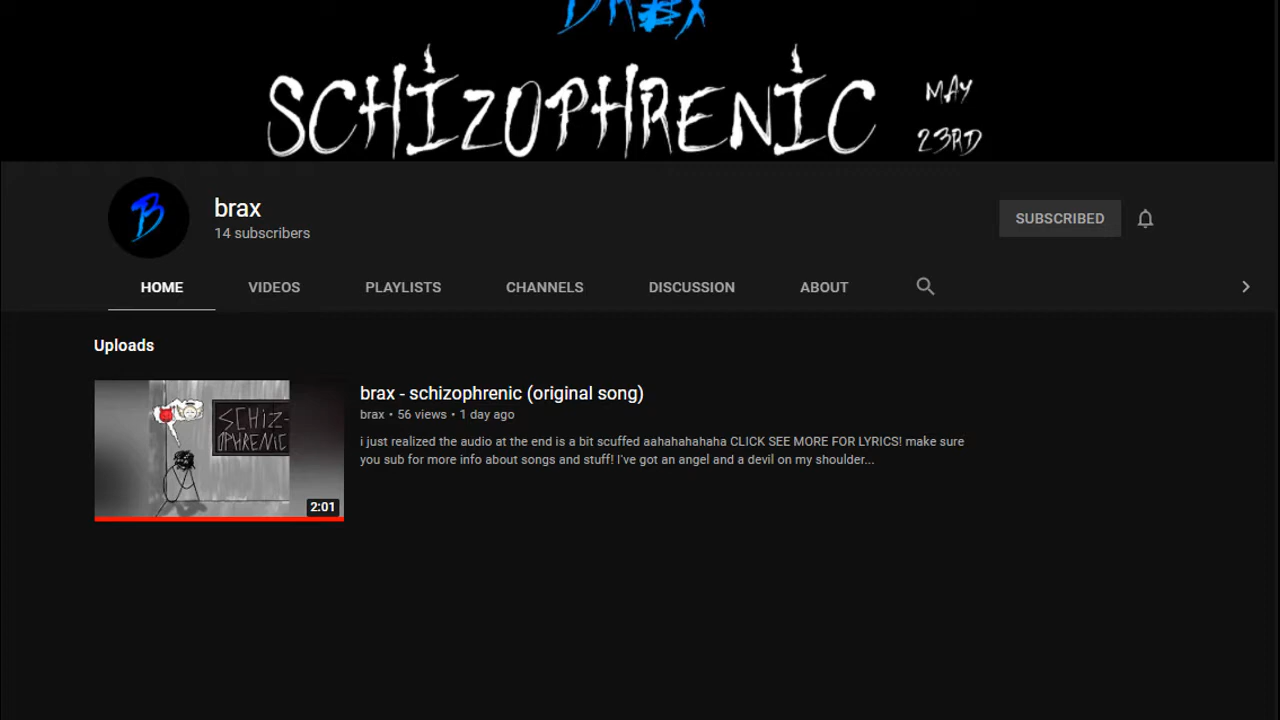 BRAX
SCHIZOPHRENIC
MAY
23RD
B
brax
14 subscribers
SUBSCRIBED
HOME VIDEOS PLAYLISTS CHANNELS DISCUSSION ABOUT
Uploads
SCHIZ-
OPHRENIC
2:01
brax - schizophrenic (original song)
brax • 56 views • 1 day ago
i just realized the audio at the end is a bit scuffed aahahahahaha CLICK SEE MORE FOR LYRICS! make sure
you sub for more info about songs and stuff! I've got an angel and a devil on my shoulder...